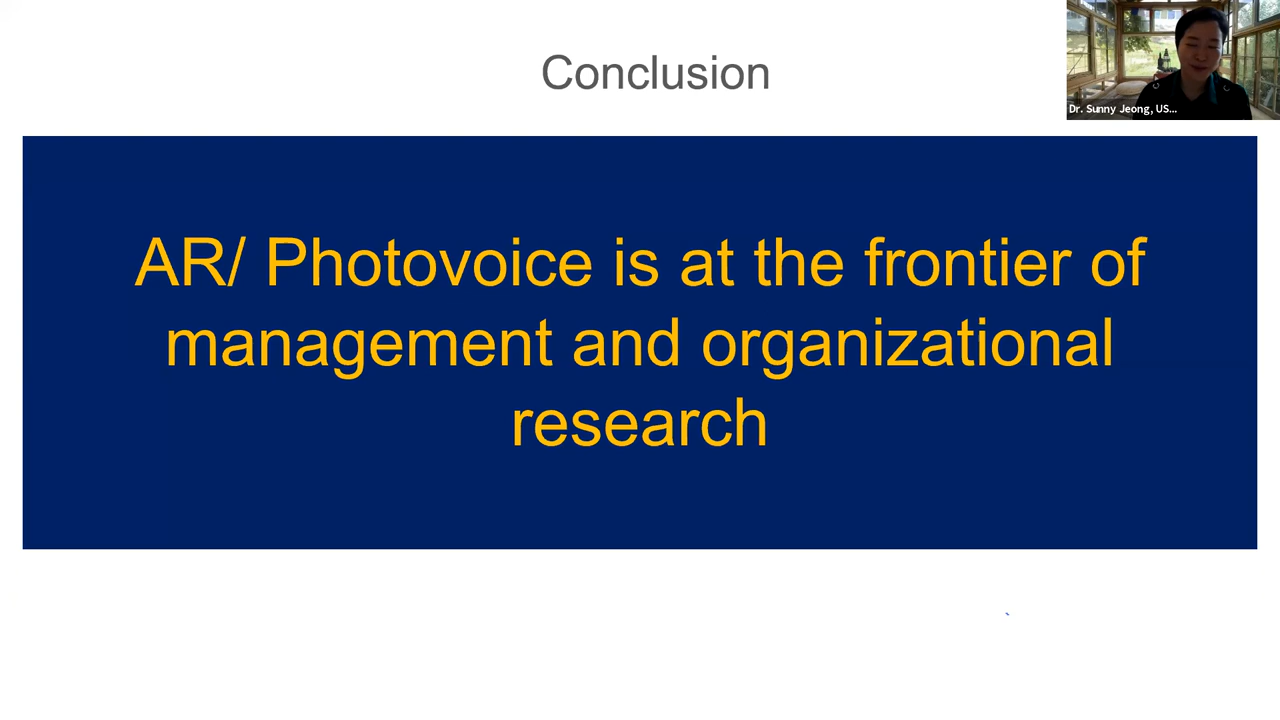 Conclusion
Dr. Sunny Jeong, US...
AR/ Photovoice is at the frontier of
management and organizational
research